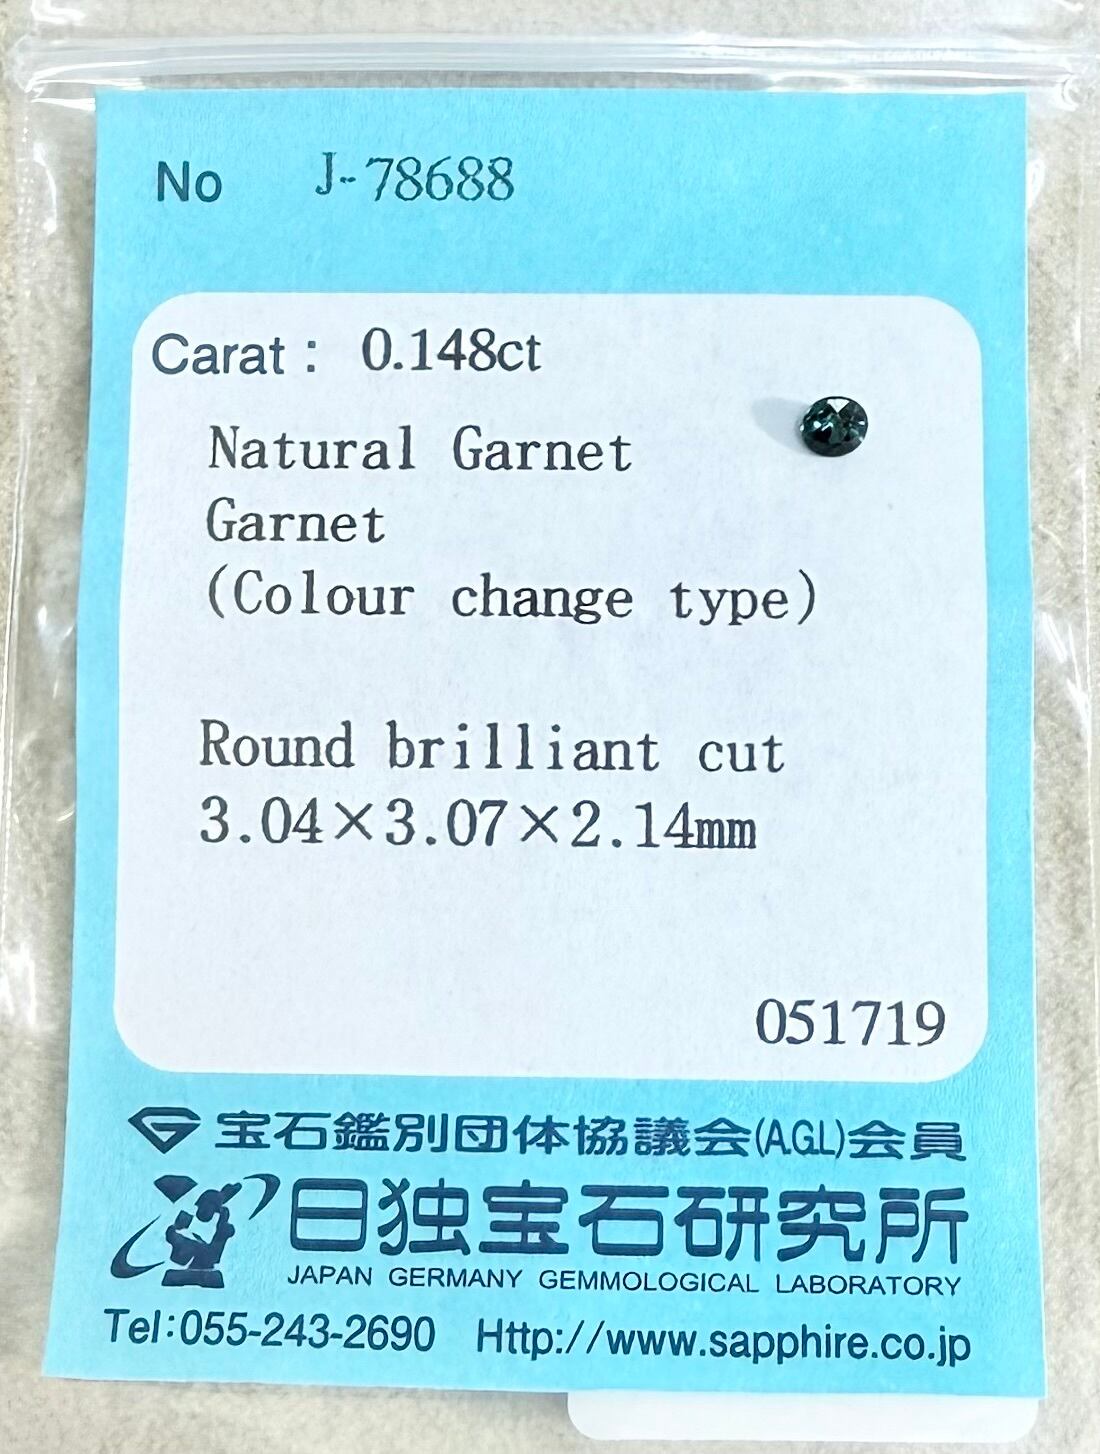 No J-78688
Carat: 0.148ct
Natural Garnet
Garnet
(Colour change type)
Round brilliant cut
3.04×3.07×2.14mm
051719
宝石鑑別団体協議会(AGL)会員
日独宝石研究所
JAPAN GERMANY GEMMOLOGICAL LABORATORY
Tel:055-243-2690 Http://www.sapphire.co.jp